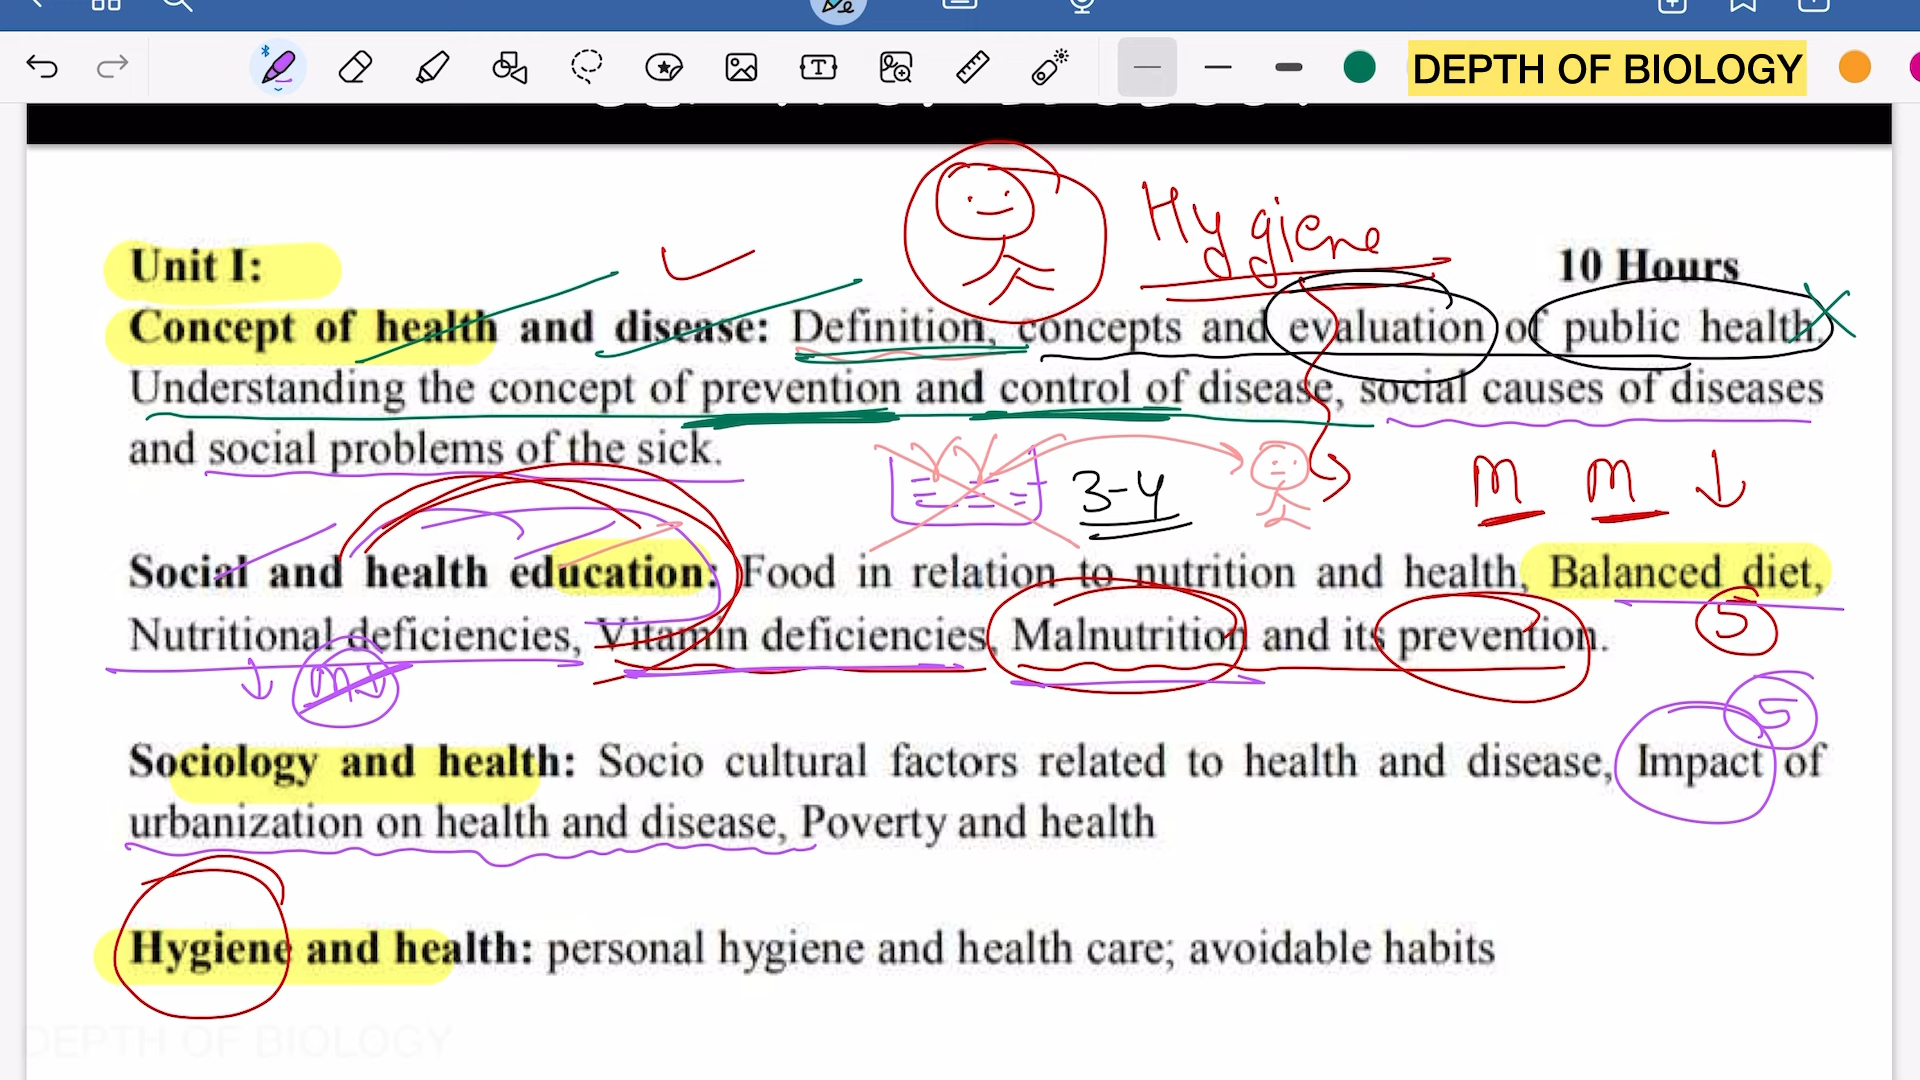 DEPTH OF BIOLOGY
Hygiene
Unit I:
10 Hours
Concept of health and disease: Definition, concepts and evaluation of public health.
Understanding the concept of prevention and control of disease, social causes of diseases
and social problems of the sick.
3-4
m m ↓
Social and health education: Food in relation to nutrition and health, Balanced diet,
Nutritional deficiencies, Vitamin deficiencies, Malnutrition and its prevention.
5
↓ m↓
5
Sociology and health: Socio cultural factors related to health and disease, Impact of
urbanization on health and disease, Poverty and health
Hygiene and health: personal hygiene and health care; avoidable habits
DEPTH OF BIOLOGY